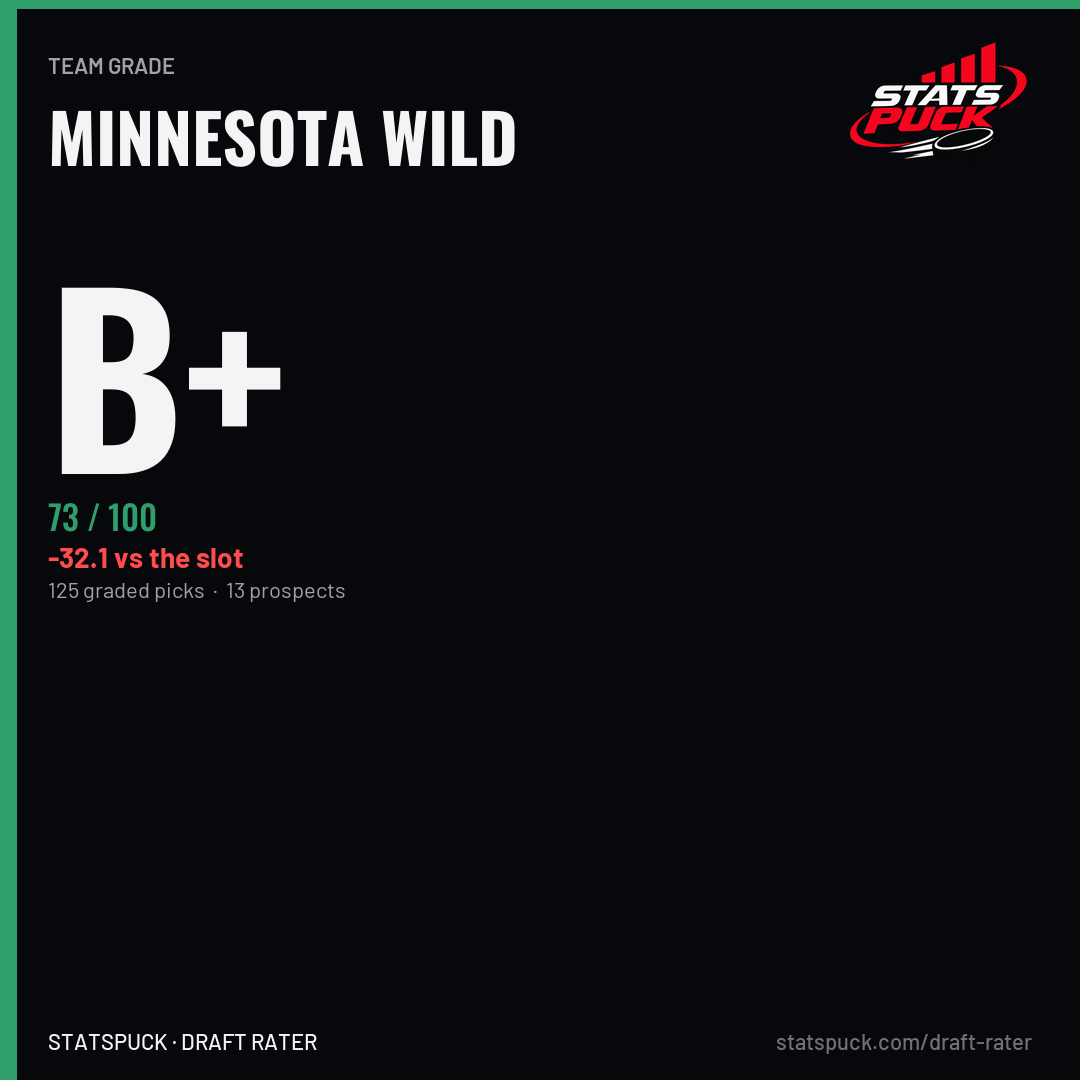 TEAM GRADE
MINNESOTA WILD
STATS
PUCK
B+
73 / 100
-32.1 vs the slot
125 graded picks · 13 prospects
STATSPUCK · DRAFT RATER
statspuck.com/draft-rater